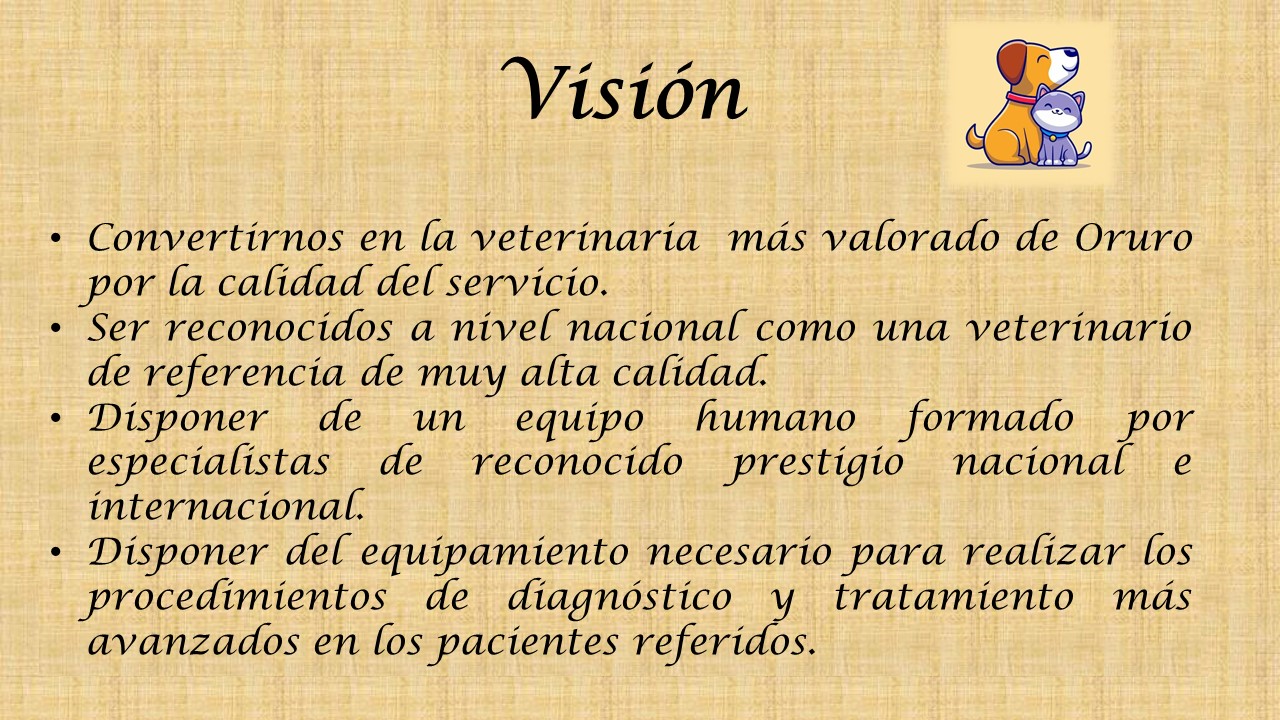 Visión
• Convertirnos en la veterinaria  más valorado de Oruro
por la calidad del servicio.
• Ser reconocidos a nivel nacional como una veterinario
de referencia de muy alta calidad.
• Disponer de un equipo humano formado por
especialistas de reconocido prestigio nacional e
internacional.
• Disponer del equipamiento necesario para realizar los
procedimientos de diagnóstico y tratamiento más
avanzados en los pacientes referidos.